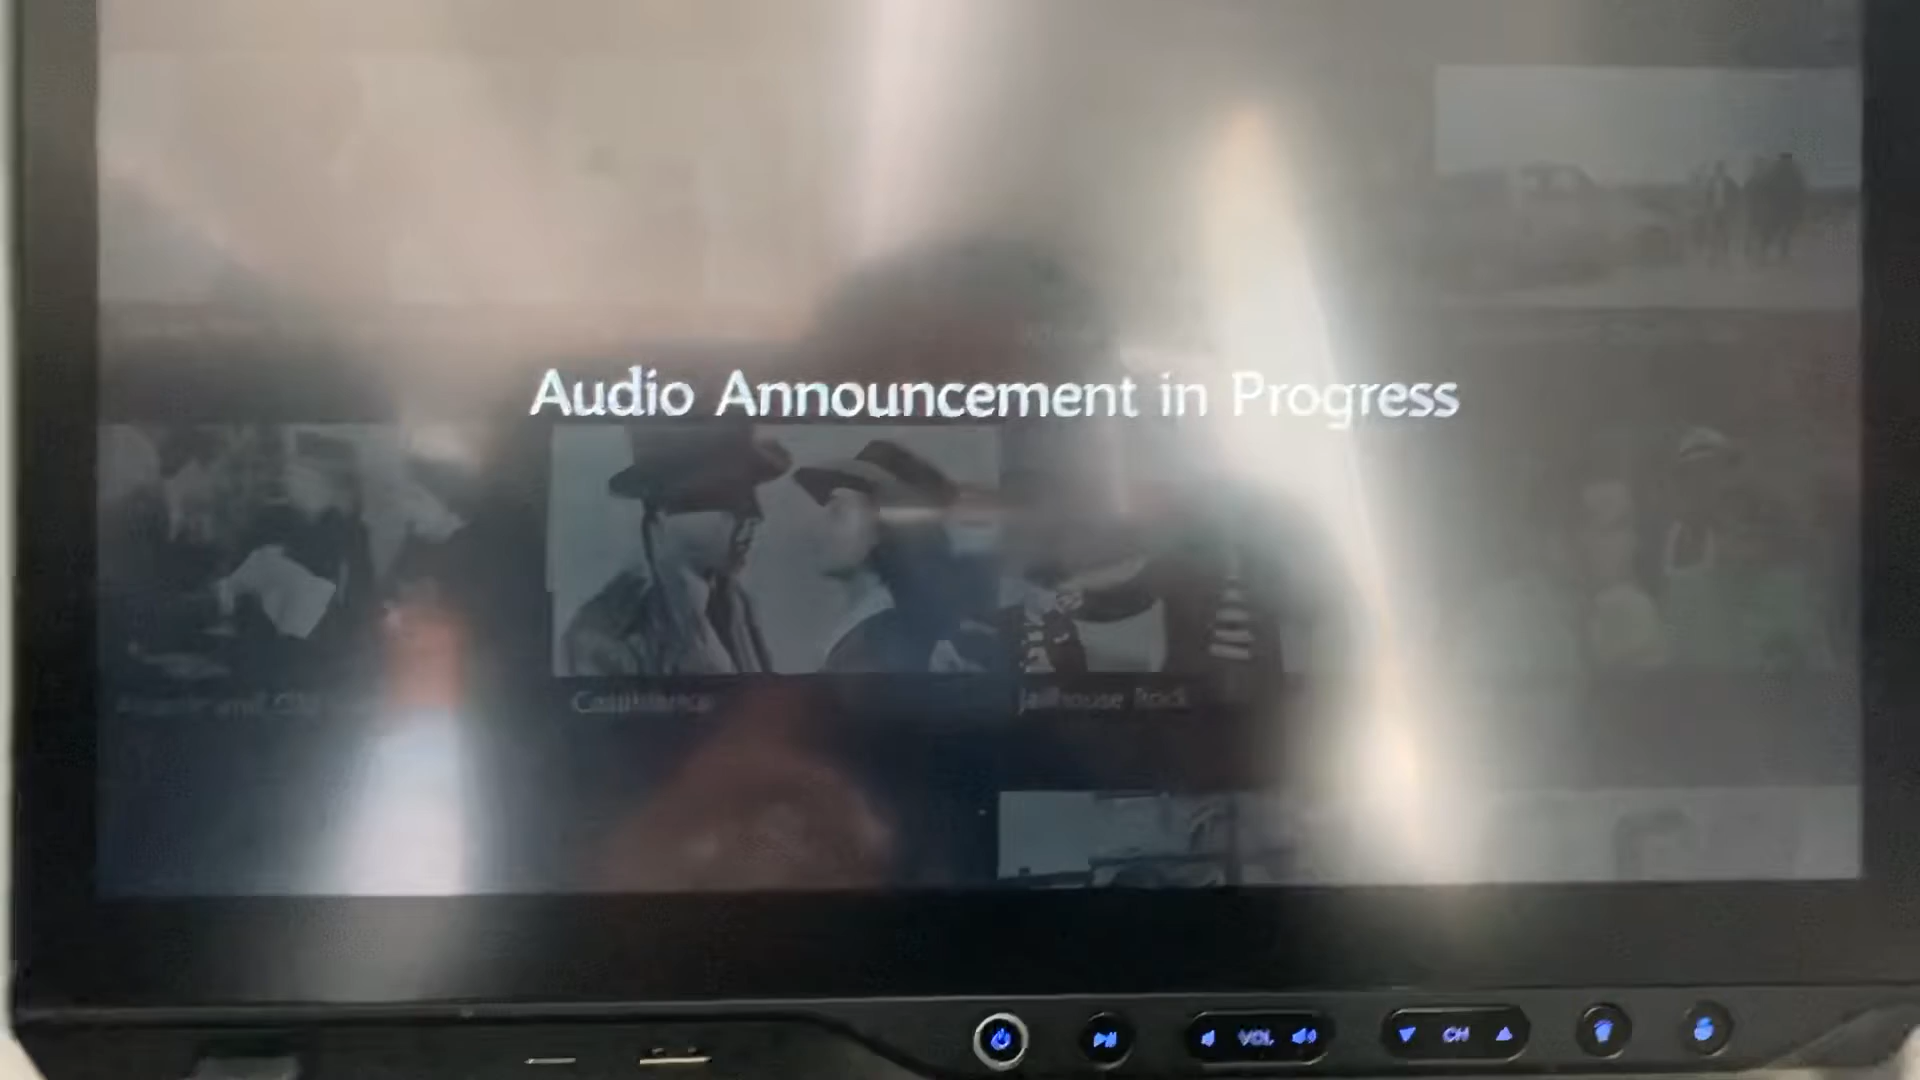 Audio Announcement in Progress
Casablanca
Jailhouse Rock
VOL
CH